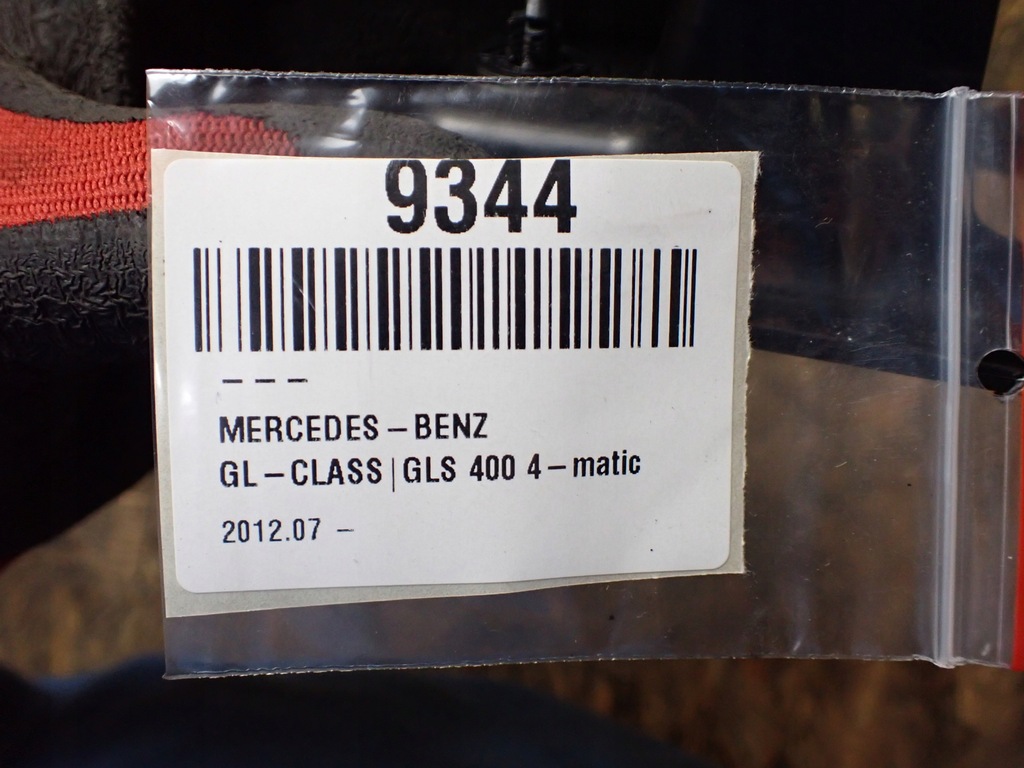 9344
– – –
MERCEDES – BENZ
GL – CLASS | GLS 400 4 – matic
2012.07 –